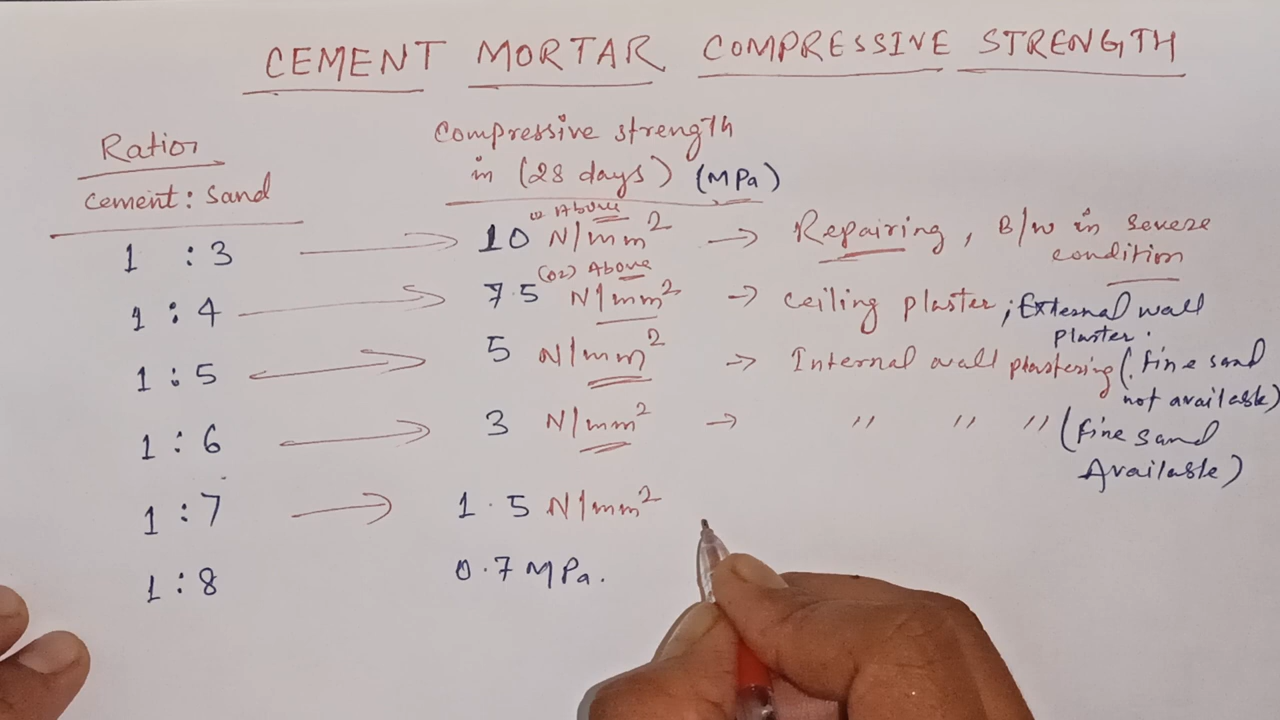 CEMENT MORTAR COMPRESSIVE STRENGTH
Ratior
cement : sand
compressive strength
in (28 days) (MPa)
1 : 3 10 N/mm² or Above Repairing, B/w in severe
condition
1 : 4 7.5 N/mm² (or) Above ceiling plaster ; External wall
plaster.
1 : 5 5 N/mm² Internal wall plastering (fine sand
not available)
1 : 6 3 N/mm² " " " (fine sand
Available)
1 : 7 1.5 N/mm²
1 : 8 0.7 MPa.